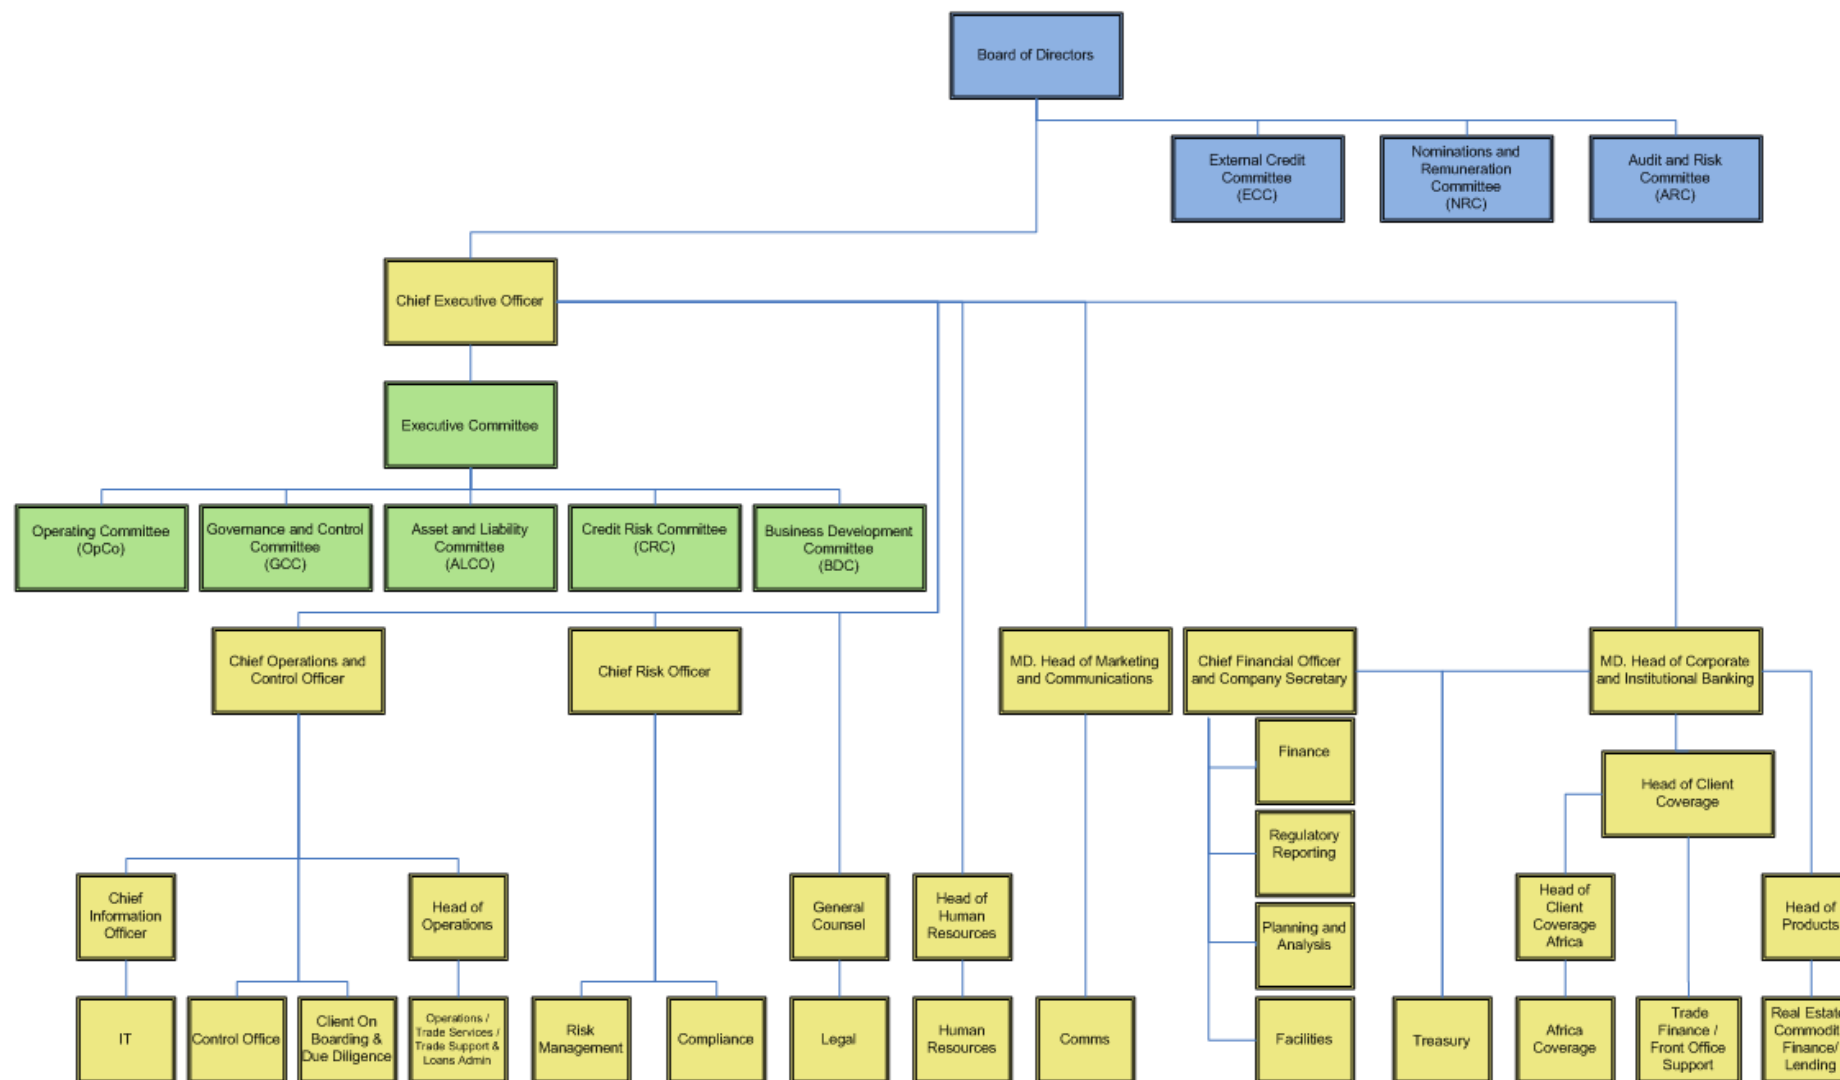 Board of Directors
External Credit
Committee
(ECC)
Nominations and
Remuneration
Committee
(NRC)
Audit and Risk
Committee
(ARC)
Chief Executive Officer
Executive Committee
Operating Committee
(OpCo)
Governance and Control
Committee
(GCC)
Asset and Liability
Committee
(ALCO)
Credit Risk Committee
(CRC)
Business Development
Committee
(BDC)
Chief Operations and
Control Officer
Chief Risk Officer
MD. Head of Marketing
and Communications
Chief Financial Officer
and Company Secretary
MD. Head of Corporate
and Institutional Banking
Finance
Head of Client
Coverage
Regulatory
Reporting
Chief
Information
Officer
Head of
Operations
General
Counsel
Head of
Human
Resources
Planning and
Analysis
Head of
Client
Coverage
Africa
Head of
Products
IT
Control Office
Client On
Boarding &
Due Diligence
Operations /
Trade Services /
Trade Support &
Loans Admin
Risk
Management
Compliance
Legal
Human
Resources
Comms
Facilities
Treasury
Africa
Coverage
Trade
Finance /
Front Office
Support
Real Estate
Commodit
Finance/
Lending